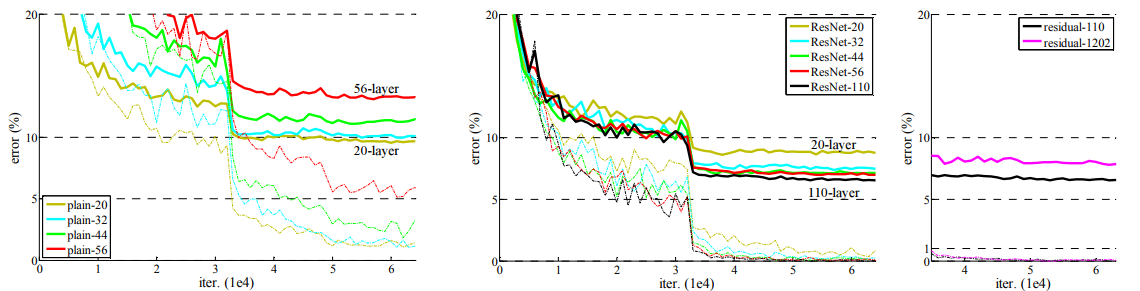 20
10
5
0
error (%)
0
1
2
3
4
5
6
iter. (1e4)
56-layer
20-layer
plain-20
plain-32
plain-44
plain-56
20
10
5
0
error (%)
0
1
2
3
4
5
6
iter. (1e4)
ResNet-20
ResNet-32
ResNet-44
ResNet-56
ResNet-110
20-layer
110-layer
20
10
5
1
0
error (%)
4
5
6
iter. (1e4)
residual-110
residual-1202